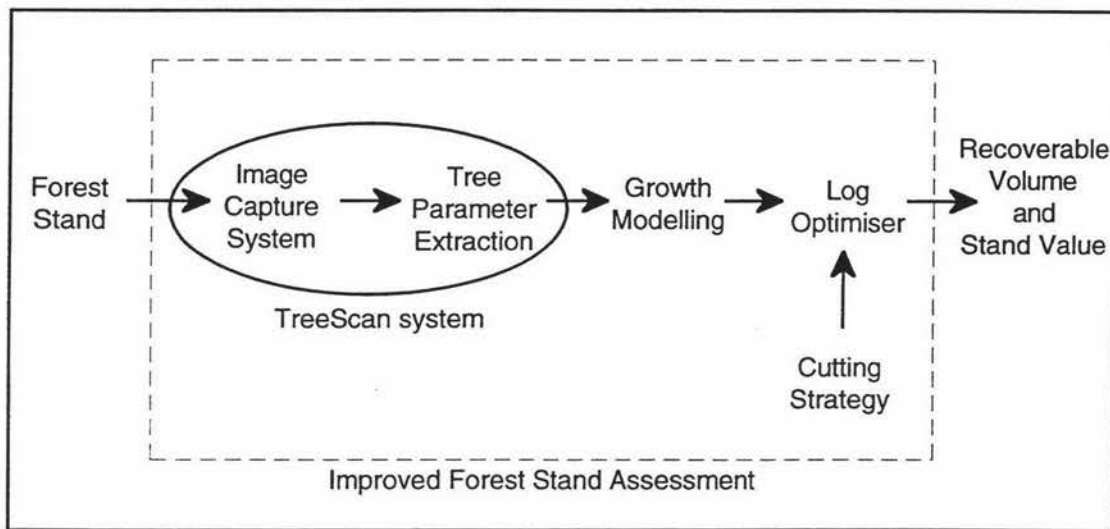 Forest
Stand
Image
Capture
System
Tree
Parameter
Extraction
TreeScan system
Growth
Modelling
Log
Optimiser
Cutting
Strategy
Recoverable
Volume
and
Stand Value
Improved Forest Stand Assessment